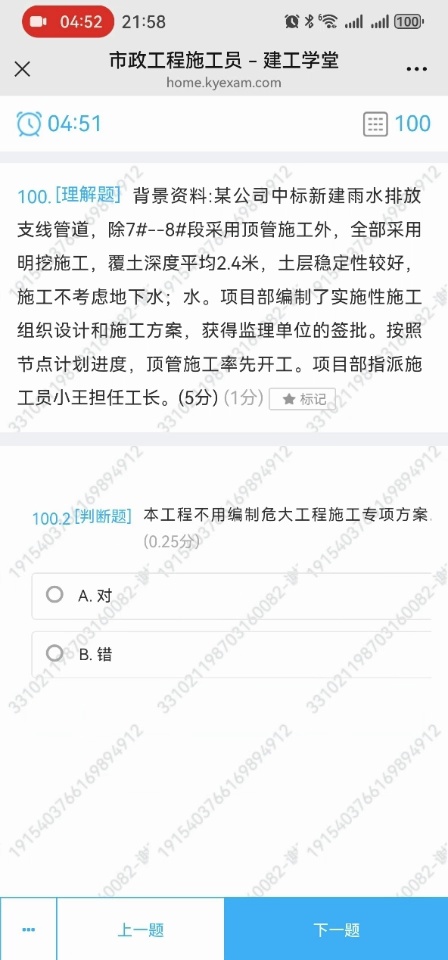 04:52 21:58 6 100
市政工程施工员 – 建工学堂
home.kyexam.com
04:51 100
100. [理解题] 背景资料:某公司中标新建雨水排放
支线管道，除7#--8#段采用顶管施工外，全部采用
明挖施工，覆土深度平均2.4米，土层稳定性较好，
施工不考虑地下水；水。项目部编制了实施性施工
组织设计和施工方案，获得监理单位的签批。按照
节点计划进度，顶管施工率先开工。项目部指派施
工员小王担任工长。(5分) (1分) 标记
100.2 [判断题] 本工程不用编制危大工程施工专项方案.
(0.25分)
A. 对
B. 错
上一题 下一题
1915403766169894912
331021198703160082-